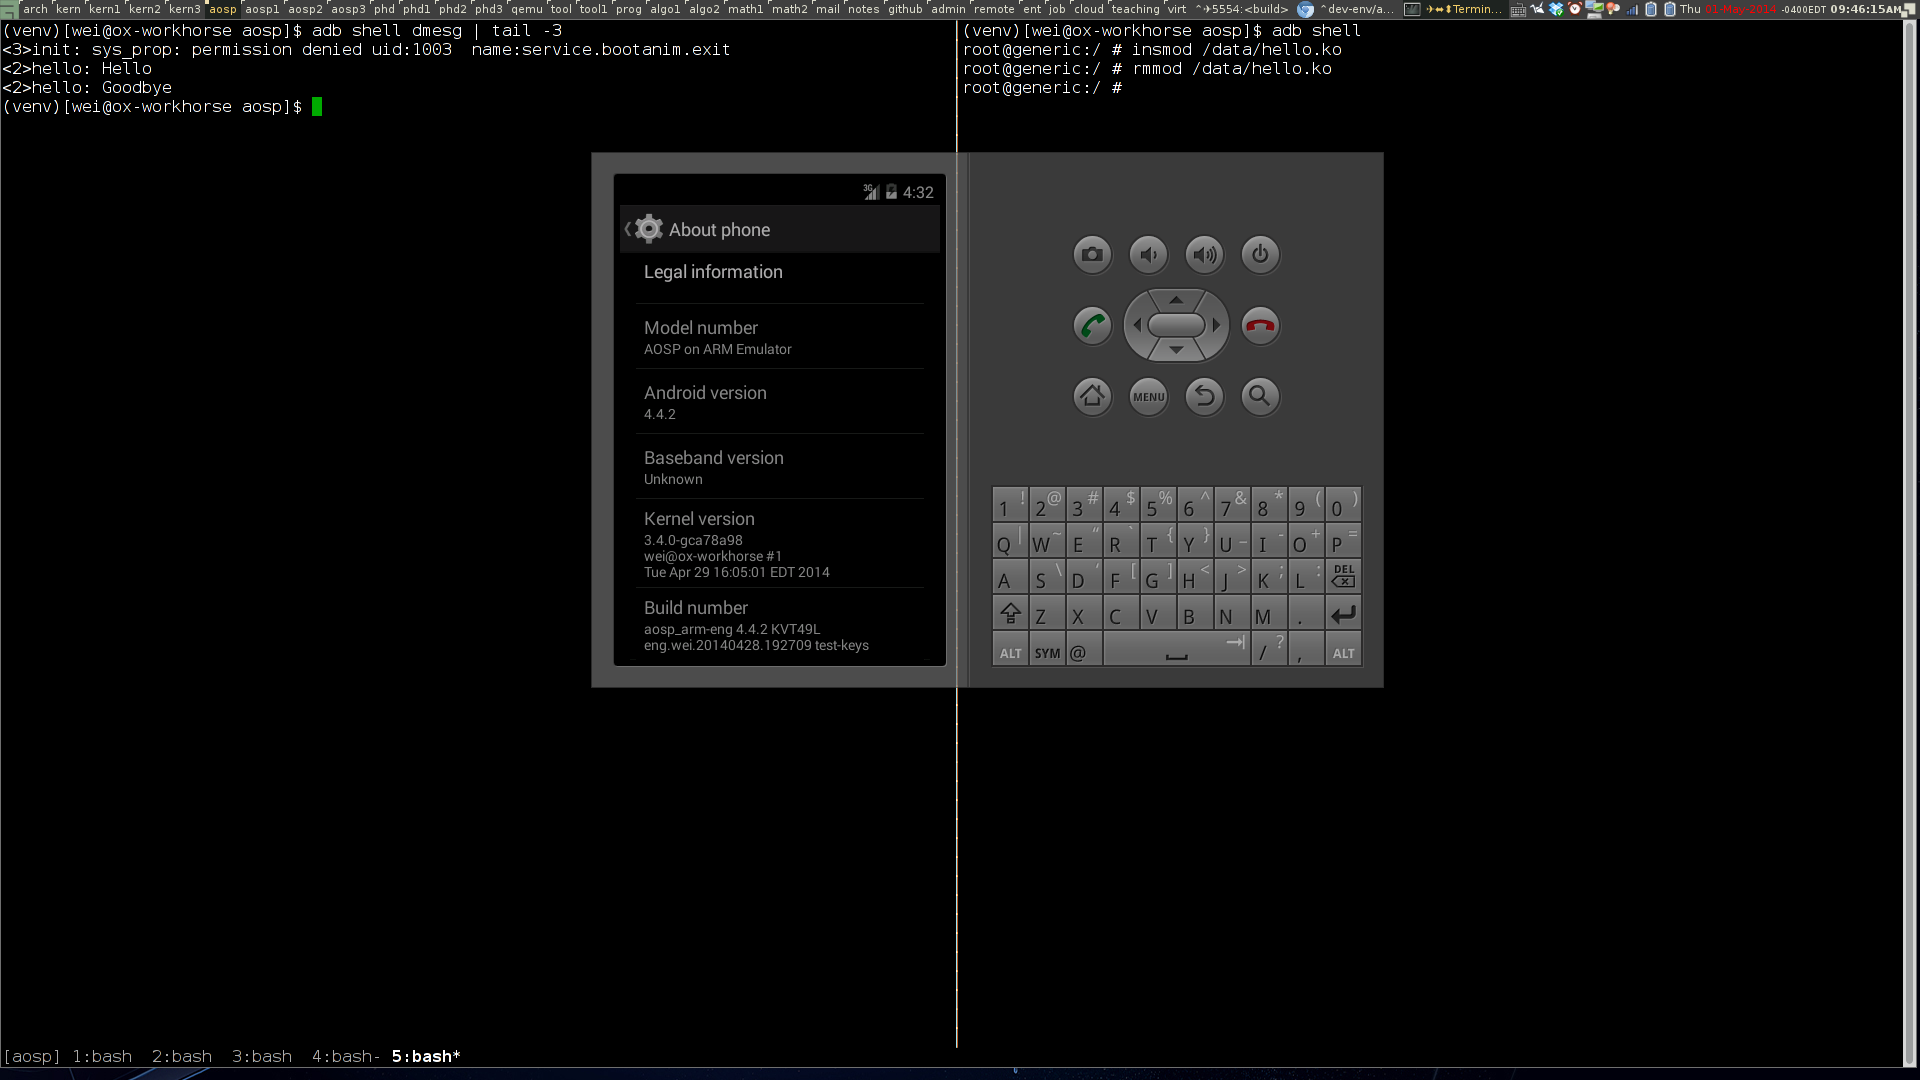 arch kern kern1 kern2 kern3 aosp aosp1 aosp2 aosp3 phd phd1 phd2 phd3 qemu tool tool1 prog algo1 algo2 math1 math2 mail notes github admin remote ent job cloud teaching virt ^✈5554:<build> ^dev-env/a... Termin... Thu 01-May-2014 -0400EDT 09:46:15AM
(venv)[wei@ox-workhorse aosp]$ adb shell dmesg | tail -3
<3>init: sys_prop: permission denied uid:1003  name:service.bootanim.exit
<2>hello: Hello
<2>hello: Goodbye
(venv)[wei@ox-workhorse aosp]$
(venv)[wei@ox-workhorse aosp]$ adb shell
root@generic:/ # insmod /data/hello.ko
root@generic:/ # rmmod /data/hello.ko
root@generic:/ #
3G 4:32
About phone
Legal information
Model number
AOSP on ARM Emulator
Android version
4.4.2
Baseband version
Unknown
Kernel version
3.4.0-gca78a98
wei@ox-workhorse #1
Tue Apr 29 16:05:01 EDT 2014
Build number
aosp_arm-eng 4.4.2 KVT49L
eng.wei.20140428.192709 test-keys
MENU
1 ! 2 @ 3 # 4 $ 5 % 6 ^ 7 & 8 * 9 ( 0 )
Q | W ~ E “ R ` T { Y } U _ I - O + P =
A S \ D ‘ F [ G ] H < J > K ; L : DEL
Z X C V B N M .
ALT SYM @ / ? , ALT
[aosp] 1:bash  2:bash  3:bash  4:bash- 5:bash*